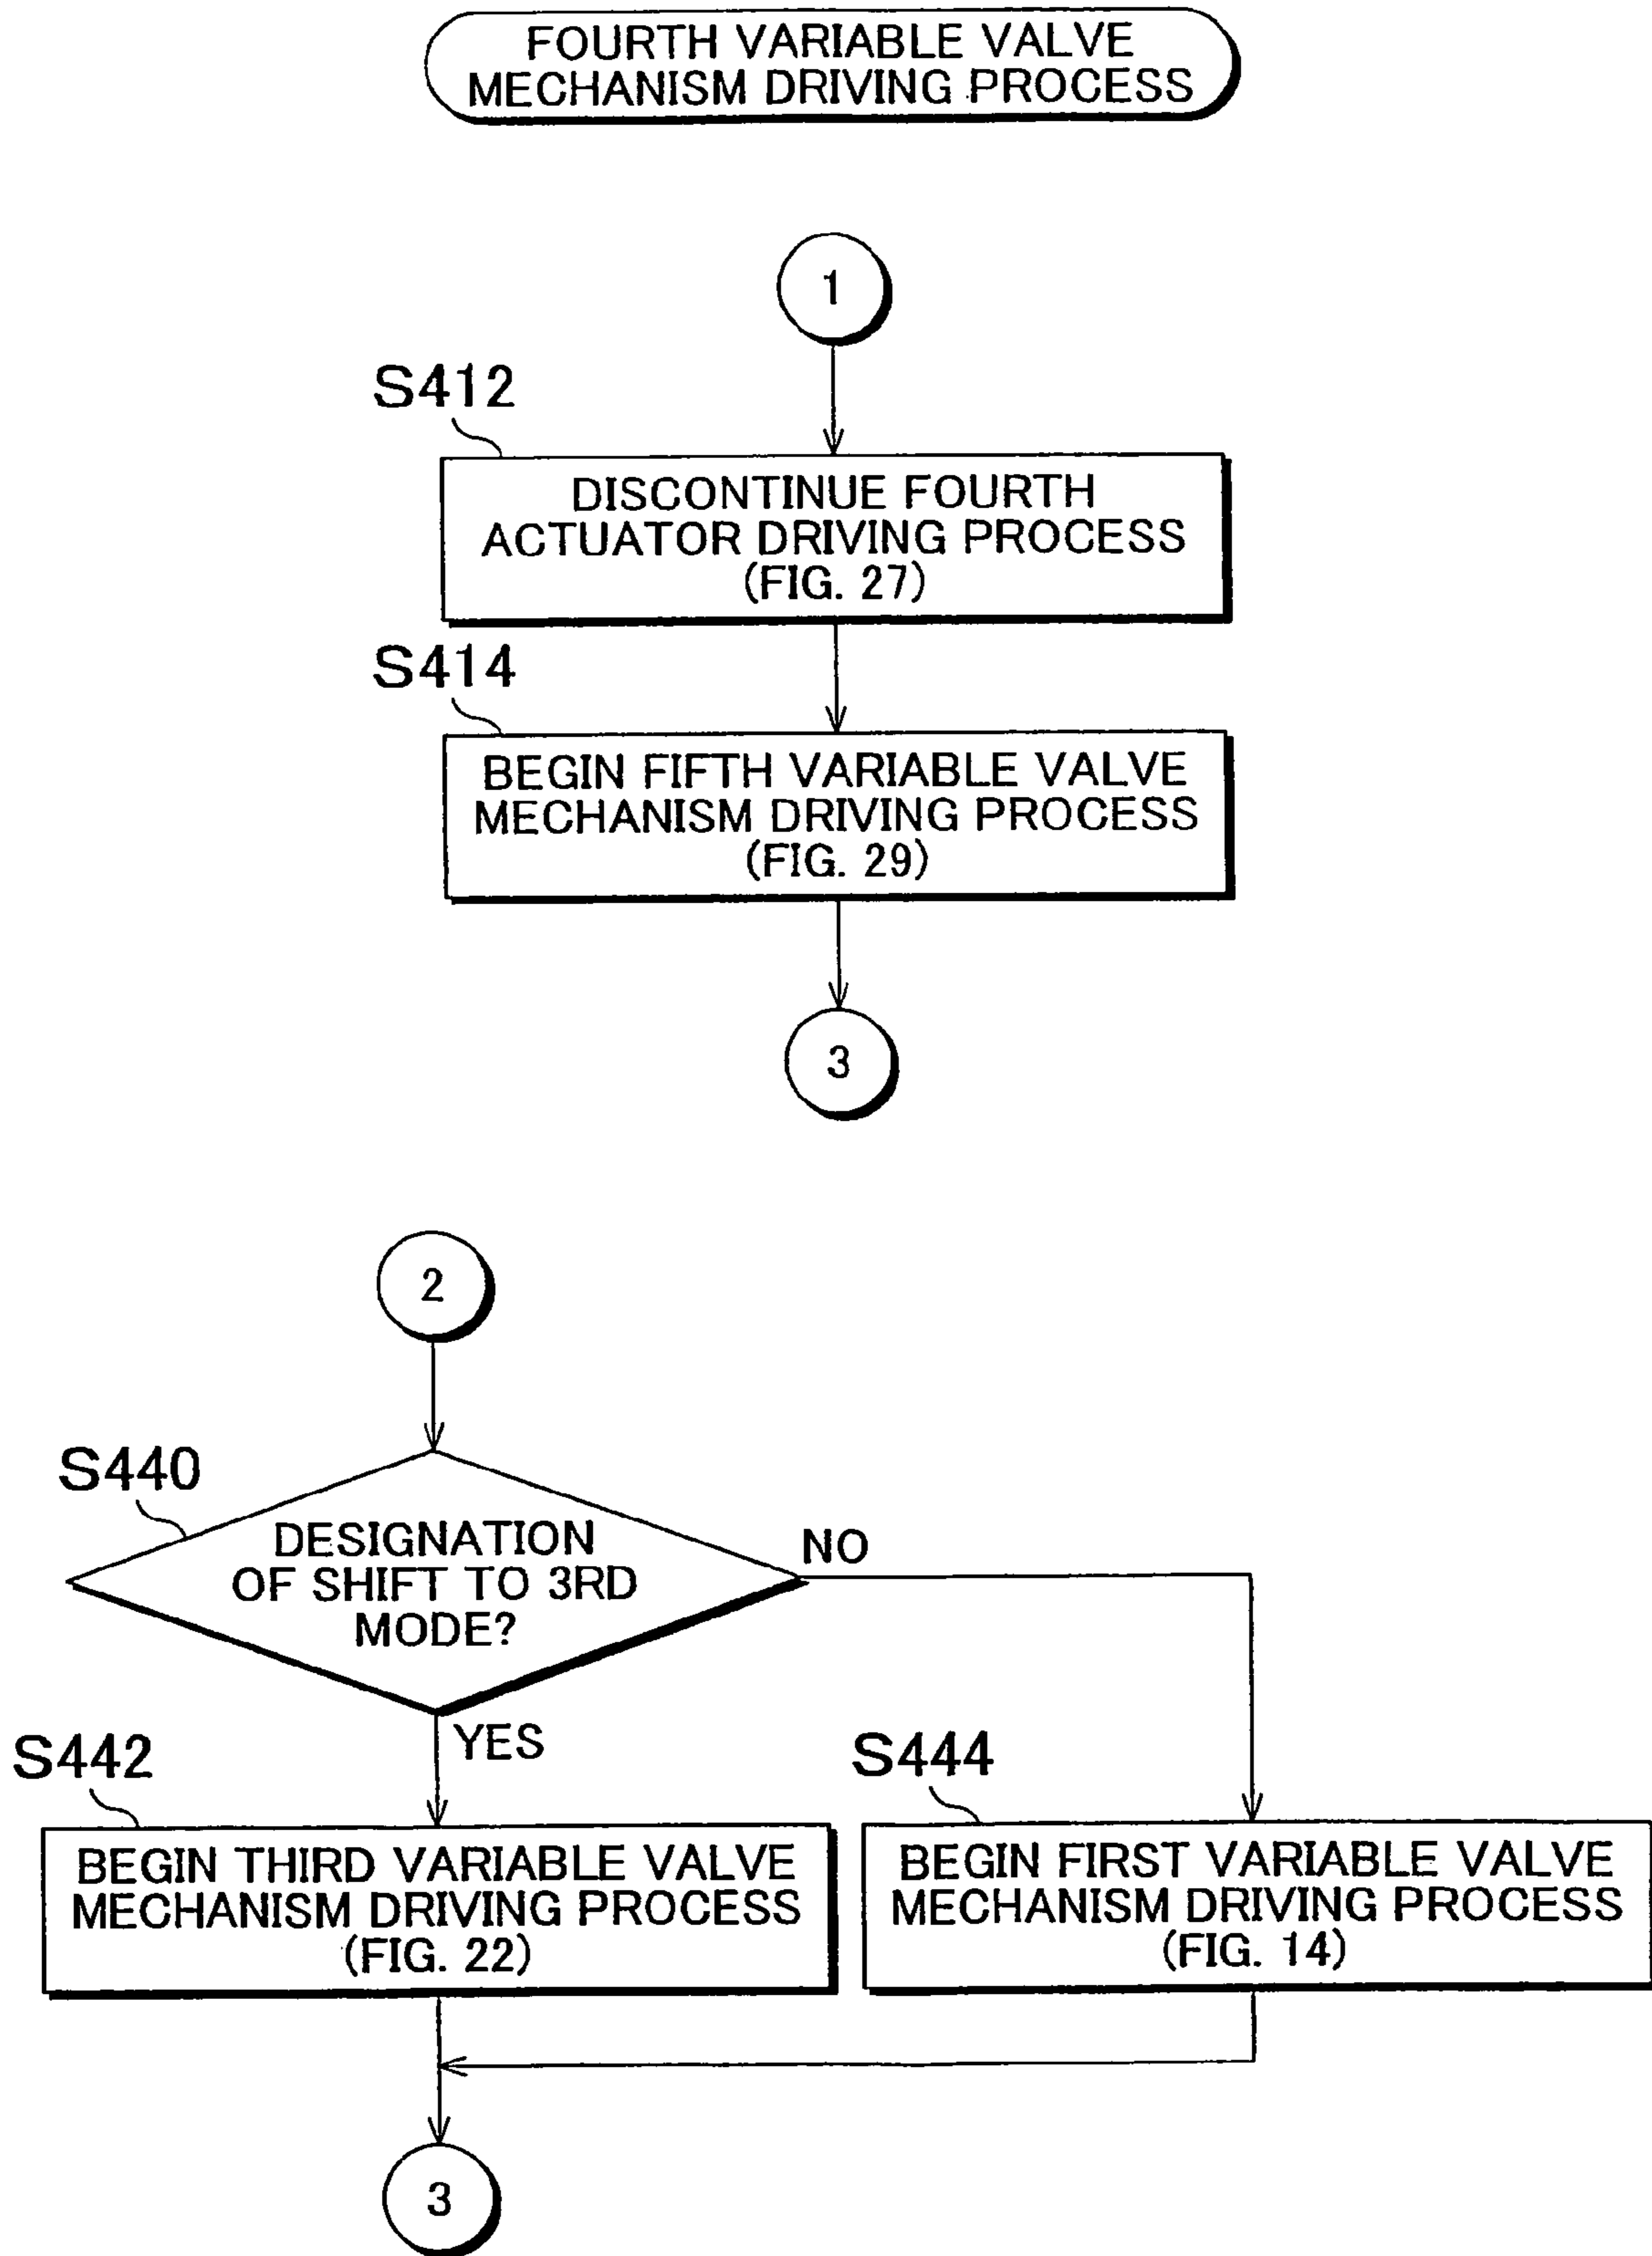 FOURTH VARIABLE VALVE
MECHANISM DRIVING PROCESS
1
S412
DISCONTINUE FOURTH
ACTUATOR DRIVING PROCESS
(FIG. 27)
S414
BEGIN FIFTH VARIABLE VALVE
MECHANISM DRIVING PROCESS
(FIG. 29)
3
2
S440
DESIGNATION
OF SHIFT TO 3RD
MODE?
NO
YES
S442
BEGIN THIRD VARIABLE VALVE
MECHANISM DRIVING PROCESS
(FIG. 22)
S444
BEGIN FIRST VARIABLE VALVE
MECHANISM DRIVING PROCESS
(FIG. 14)
3